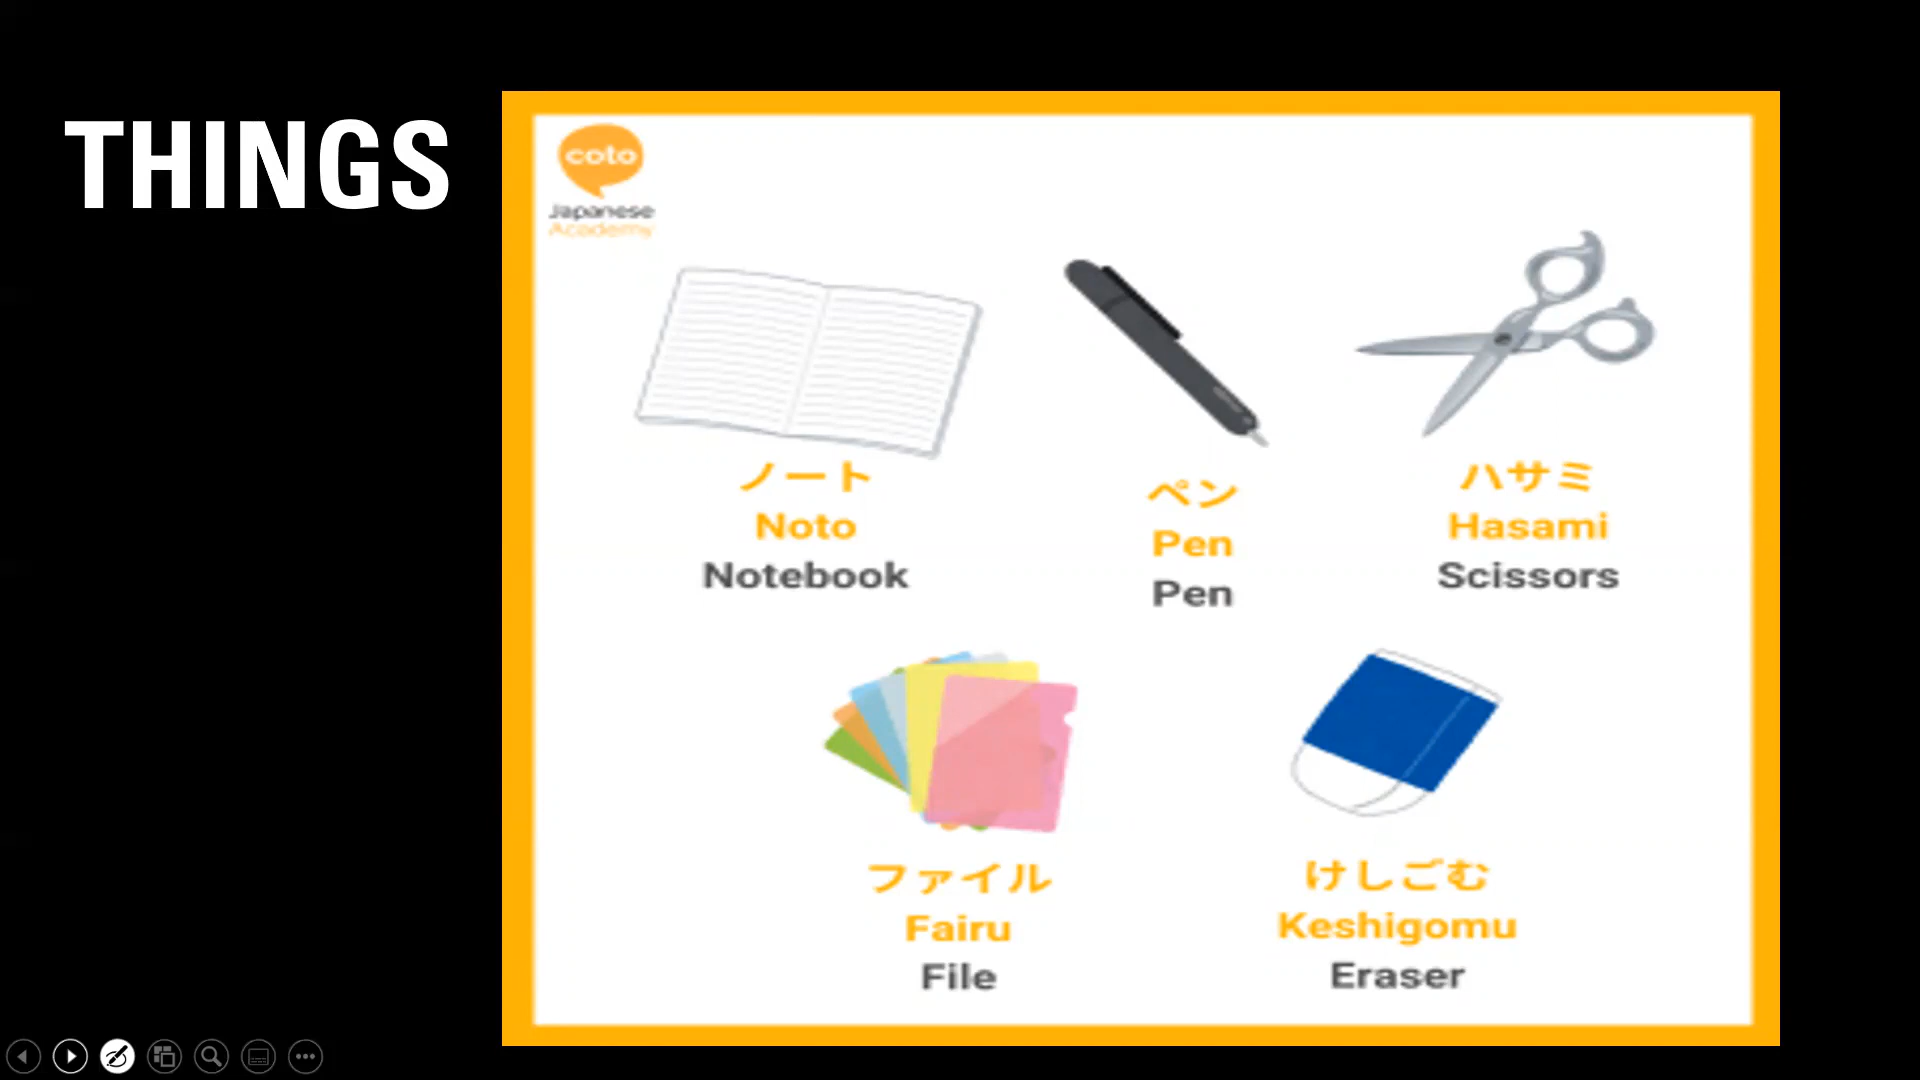 THINGS
coto
Japanese
Academy
ノート
Noto
Notebook
ペン
Pen
Pen
ハサミ
Hasami
Scissors
ファイル
Fairu
File
けしごむ
Keshigomu
Eraser